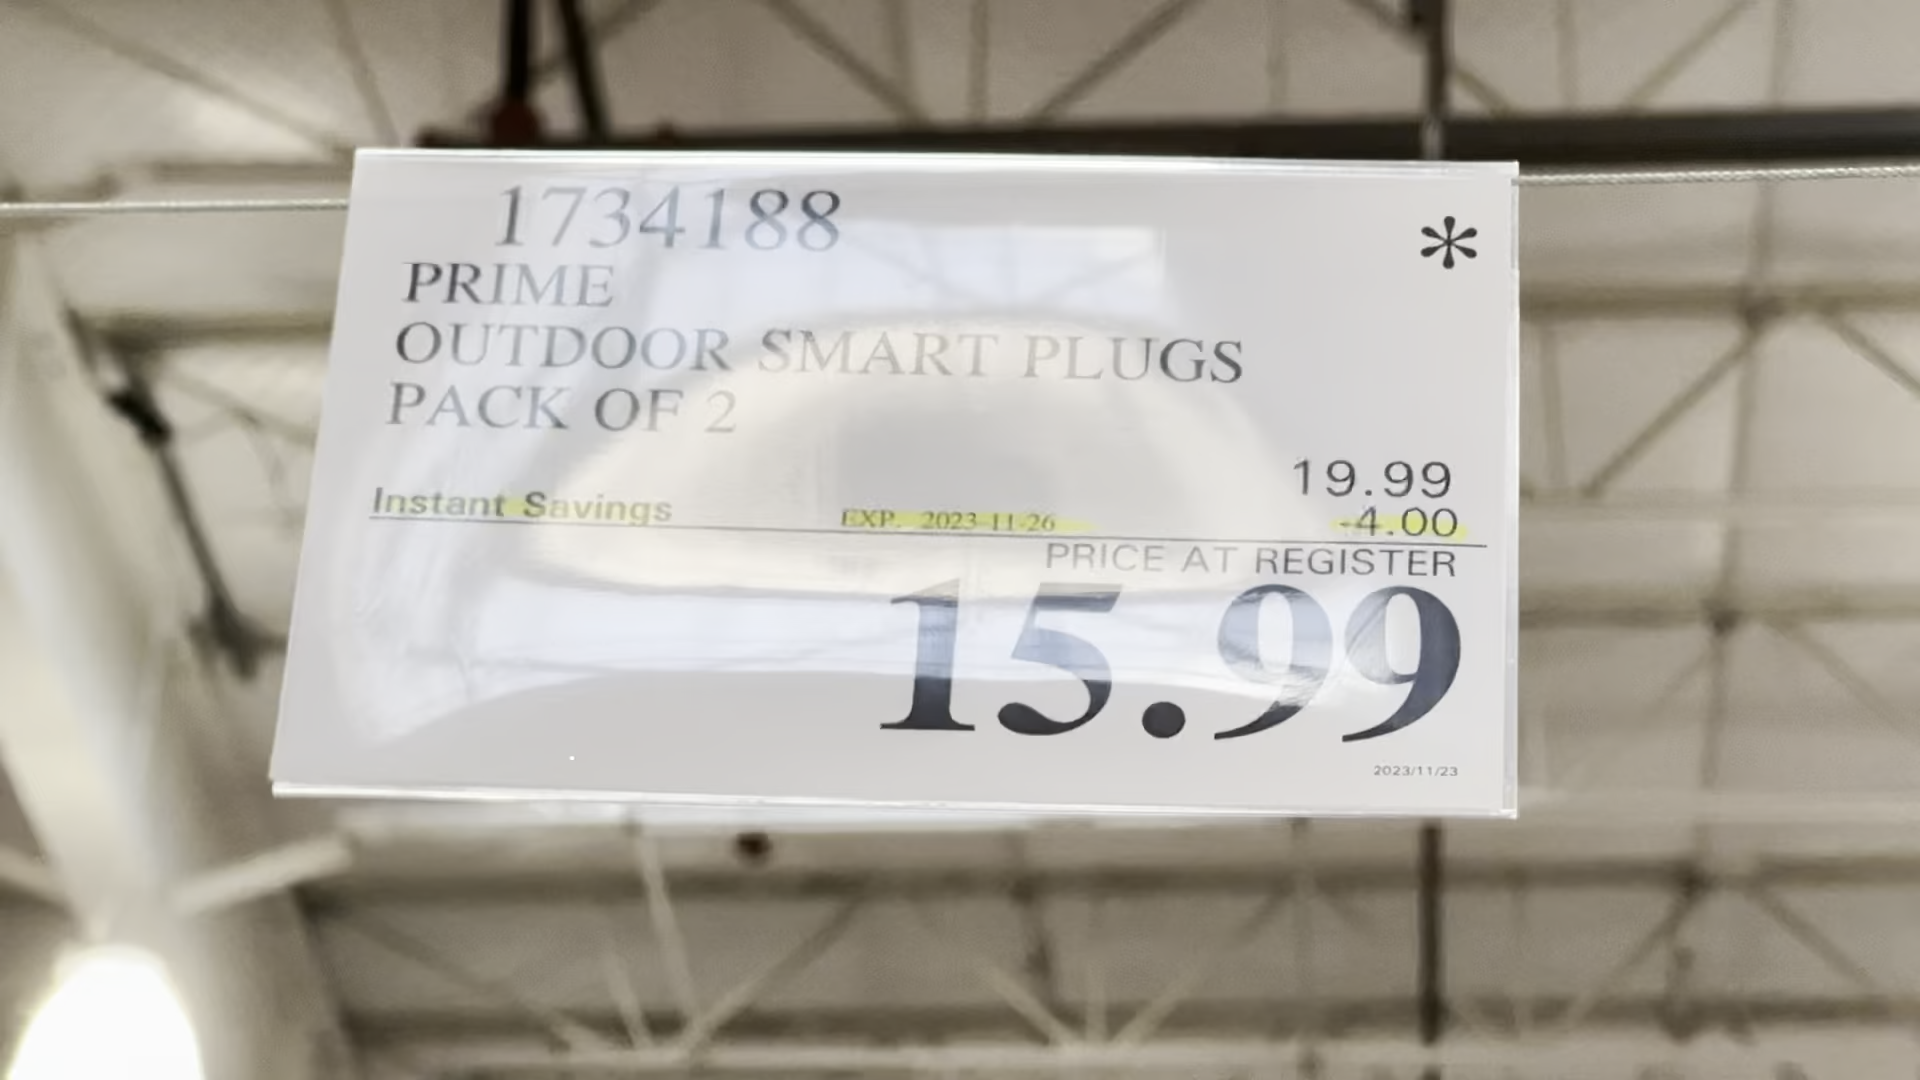 1734188
*
PRIME
OUTDOOR SMART PLUGS
PACK OF 2
19.99
Instant Savings EXP. 2023-11-26 -4.00
PRICE AT REGISTER
15.99
2023/11/23